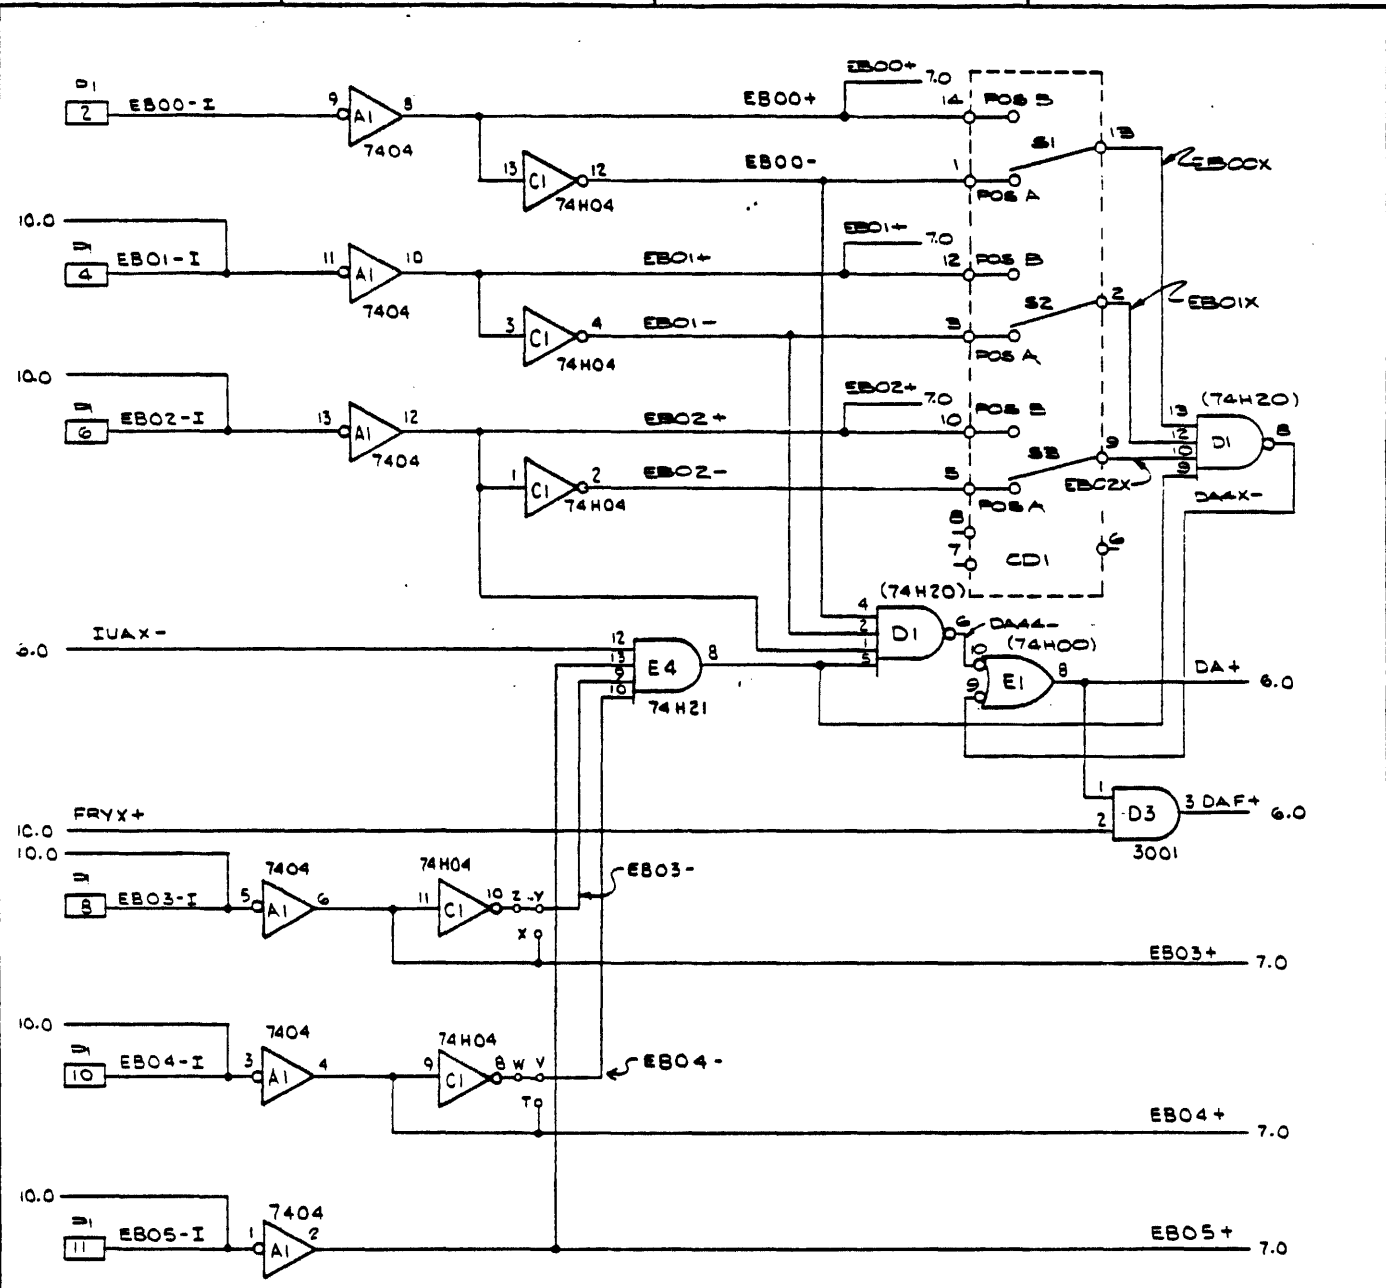 EB00+
7.0
D1
2
EB00-I
9
A1
8
7404
EB00+
14
POS B
S1
13
EB00X
13
C1
12
74H04
EB00-
1
POS A
10.0
D1
4
EB01-I
11
A1
10
7404
EB01+
EB01+
7.0
12
POS B
S2
2
EB01X
3
C1
4
74H04
EB01-
3
POS A
10.0
D1
6
EB02-I
13
A1
12
7404
EB02+
EB02+
7.0
10
POS B
S3
9
EB02X
1
C1
2
74H04
EB02-
5
POS A
8
7
CD1
6
(74H20)
13
12
10
9
D1
8
DA4X-
(74H20)
4
2
1
5
D1
6
DA44-
(74H00)
10
9
E1
8
DA+
6.0
6.0
IUAX-
12
13
9
10
E4
8
74H21
10.0
FRYX+
1
2
D3
3
DAF+
6.0
3001
10.0
D1
8
EB03-I
5
7404
A1
6
74H04
11
C1
10
Z
Y
X
EB03-
EB03+
7.0
10.0
D1
10
EB04-I
3
7404
A1
4
74H04
9
C1
8
W
V
T
EB04-
EB04+
7.0
10.0
D1
11
EB05-I
1
7404
A1
2
EB05+
7.0